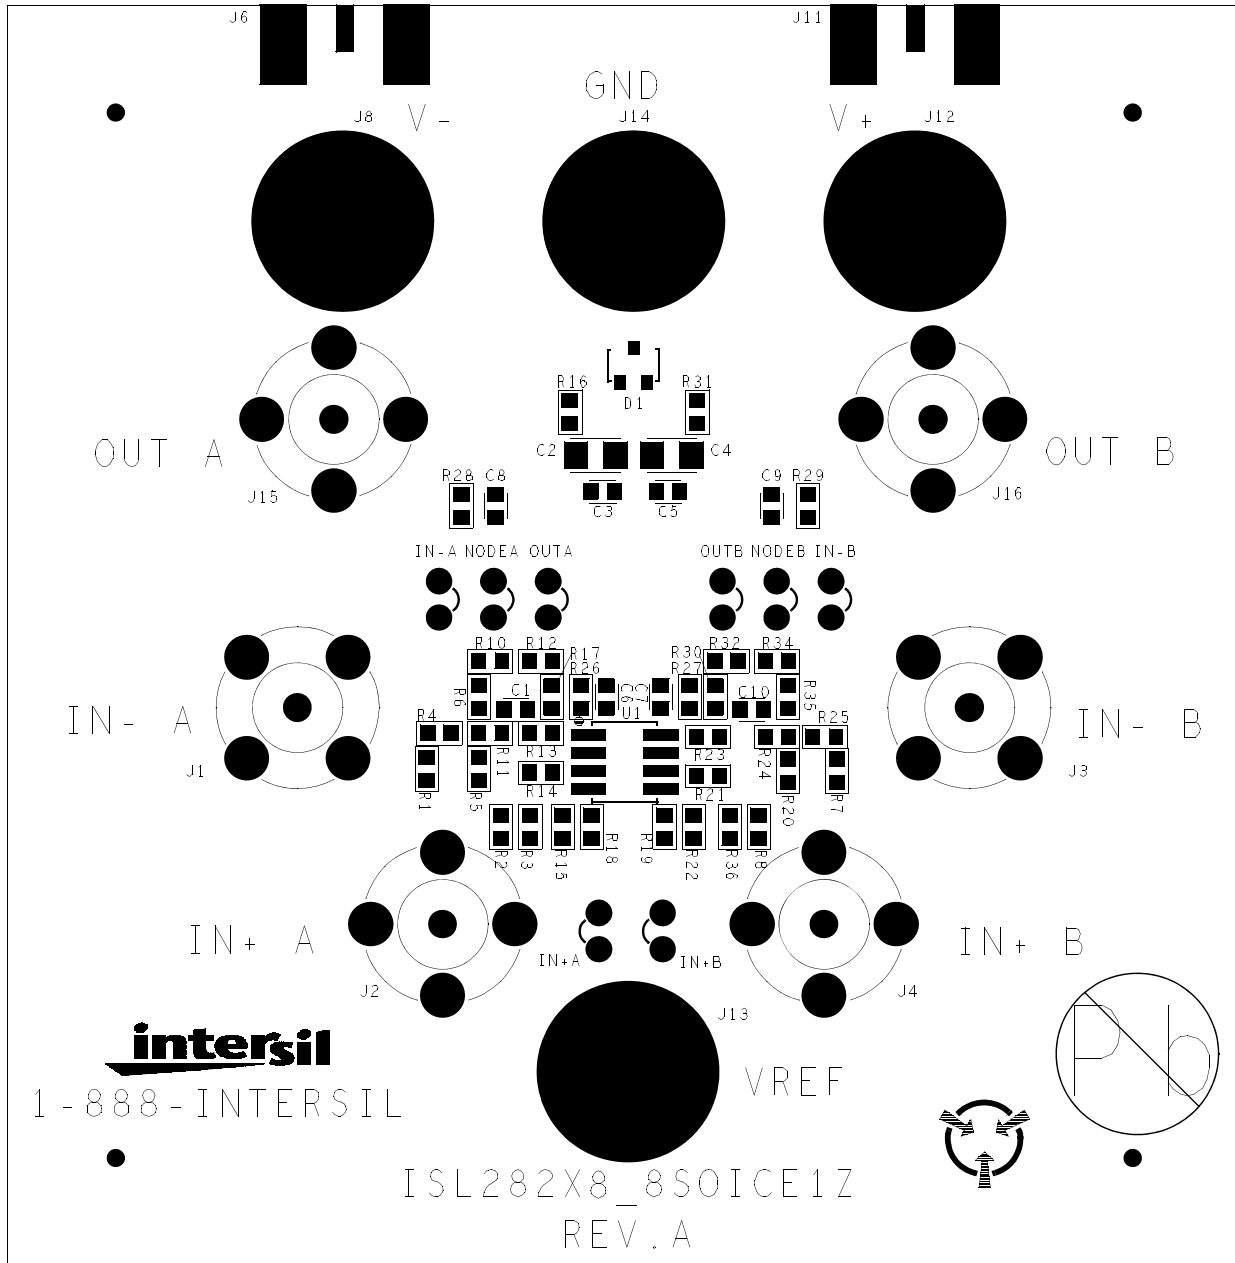 J6
J11
GND
V-
V+
J8
J14
J12
R16
R31
D1
OUT A
OUT B
C2
C4
R28
C8
C9
R29
J15
J16
C3
C5
IN-A NODEA OUTA
OUTB NODEB IN-B
R10
R12
R17
R26
R30
R27
R32
R34
R6
C1
C6
C7
C10
R35
U1
IN- A
IN- B
R4
R25
R11
R13
R23
R24
J1
J3
R1
R5
R14
R21
R20
R7
R2
R3
R15
R18
R19
R22
R36
R8
IN+ A
IN+ B
IN+A
IN+B
J2
J4
J13
intersil
VREF
Pb
1-888-INTERSIL
ISL282X8_8SOICE1Z
REV.A